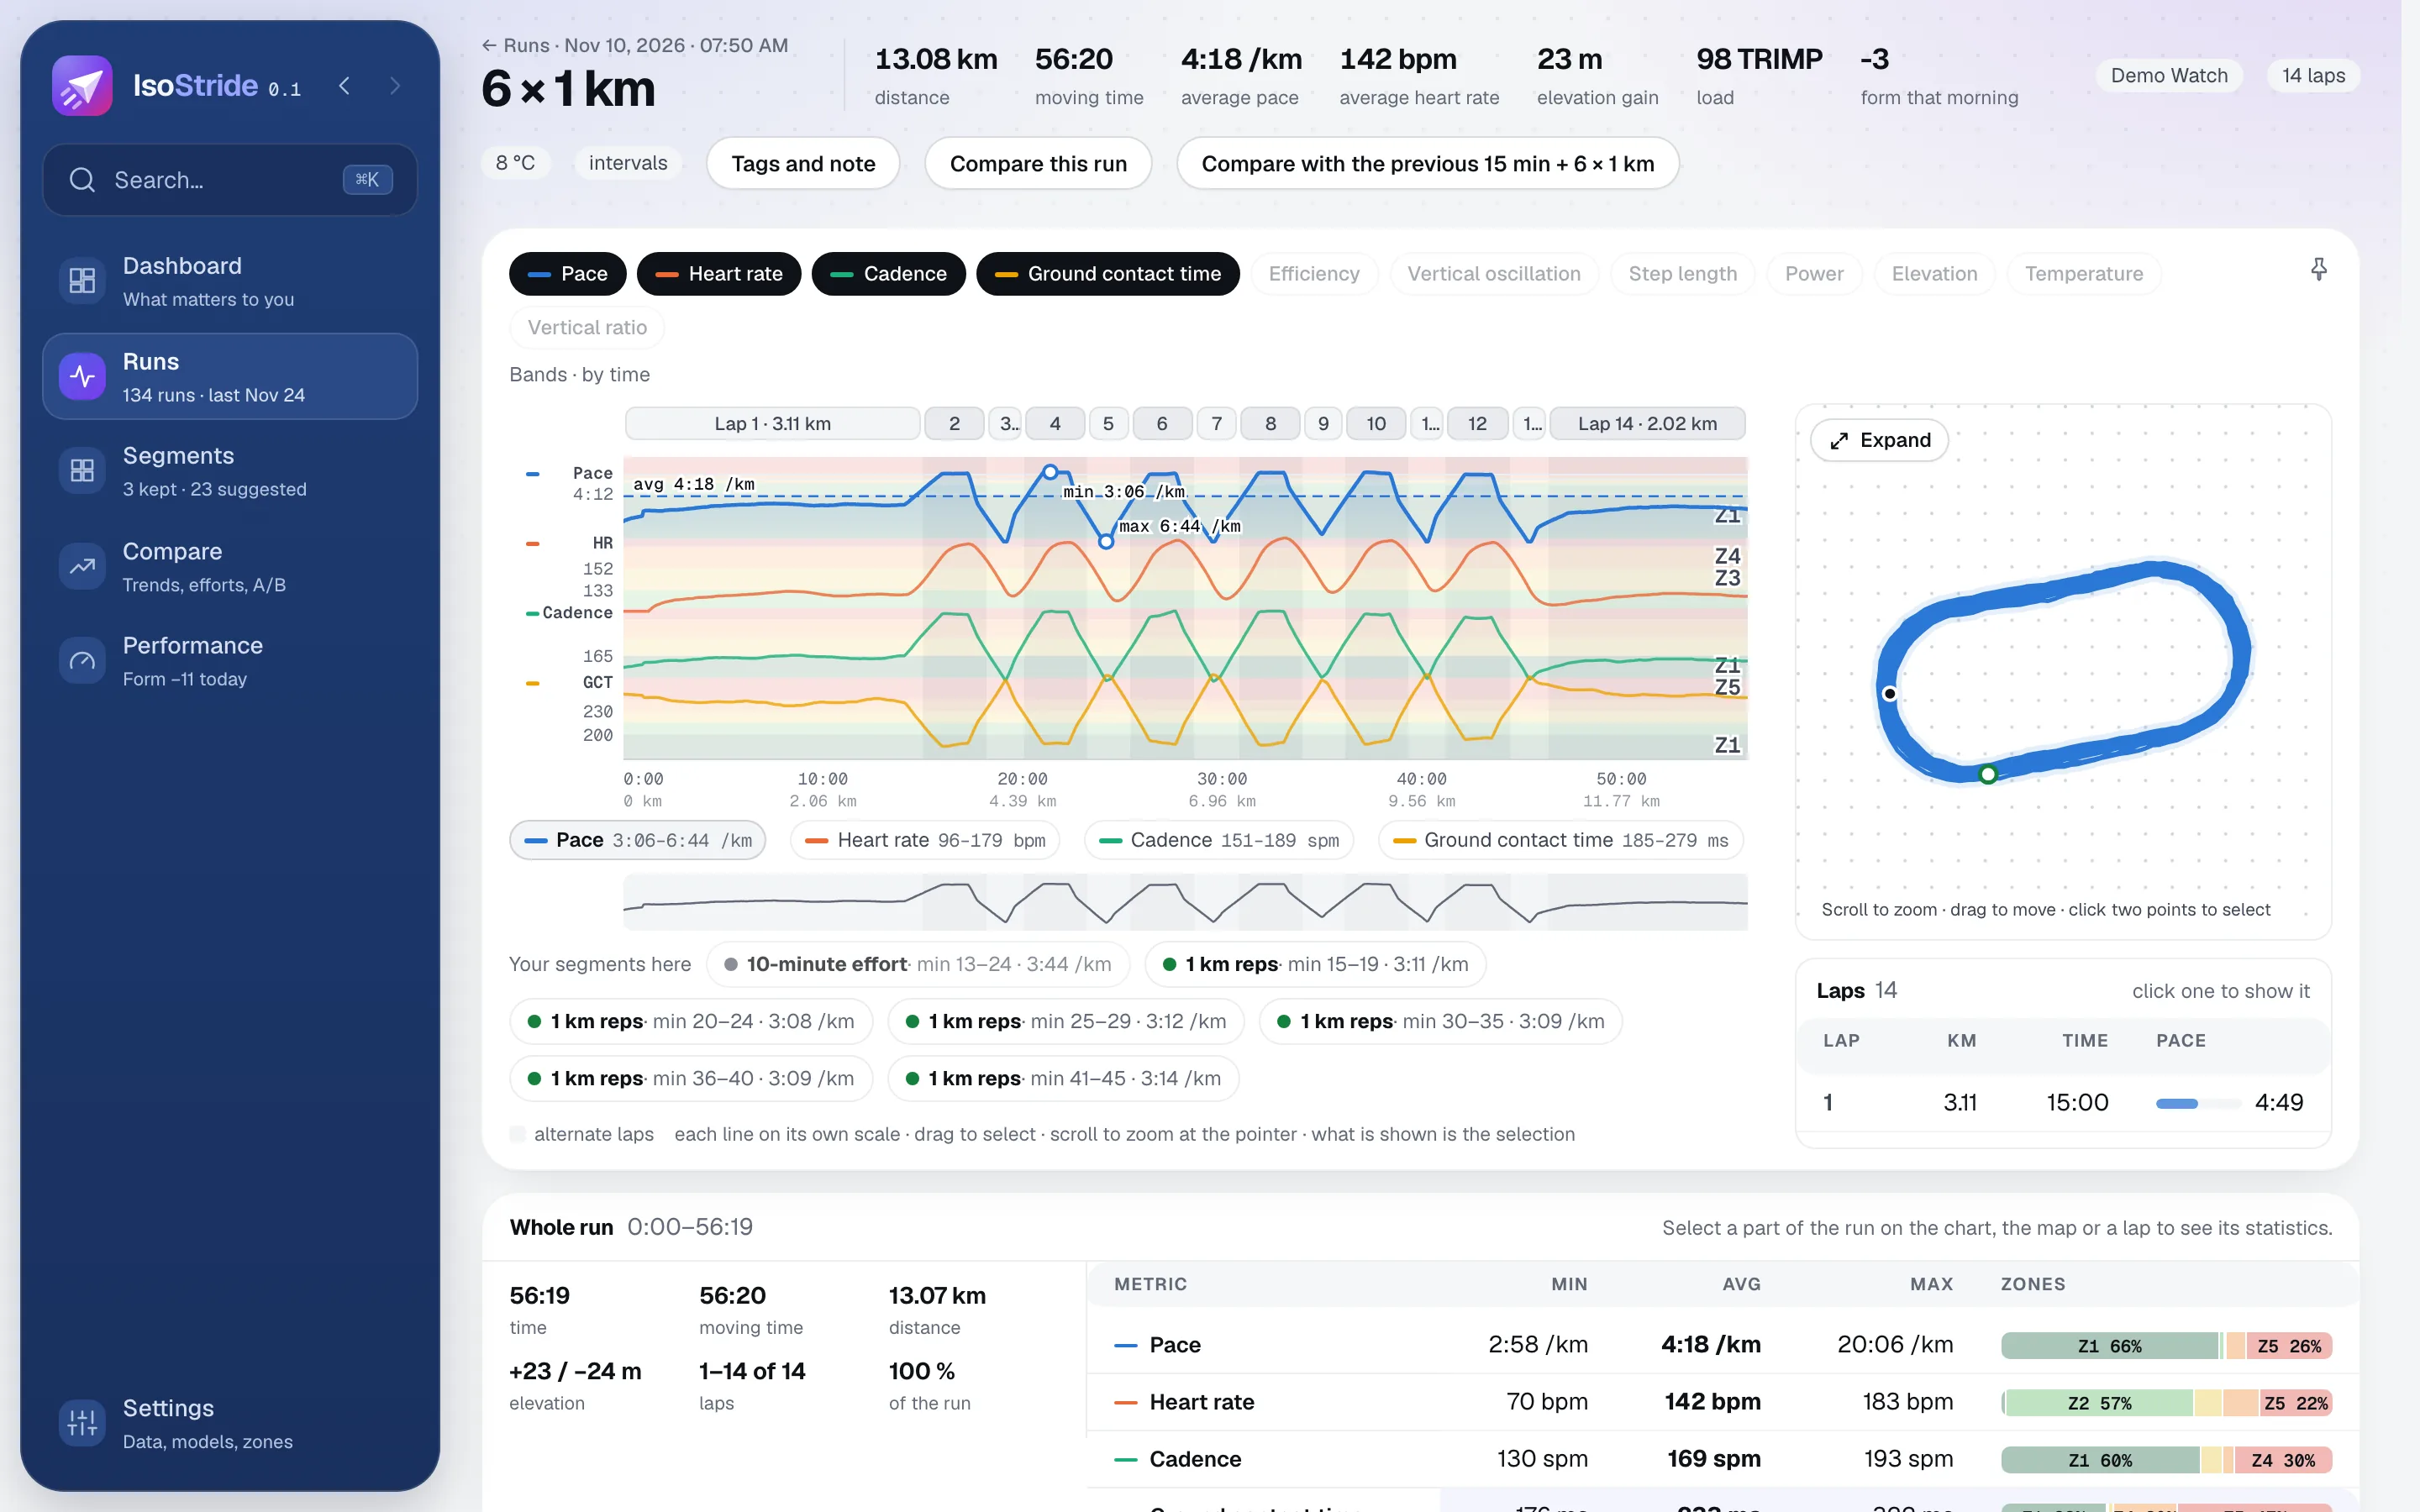 IsoStride 0.1
Search...
⌘K
Dashboard
What matters to you
Runs
134 runs · last Nov 24
Segments
3 kept · 23 suggested
Compare
Trends, efforts, A/B
Performance
Form −11 today
Settings
Data, models, zones
← Runs · Nov 10, 2026 · 07:50 AM
6 × 1 km
13.08 km
distance
56:20
moving time
4:18 /km
average pace
142 bpm
average heart rate
23 m
elevation gain
98 TRIMP
load
-3
form that morning
Demo Watch
14 laps
8 °C
intervals
Tags and note
Compare this run
Compare with the previous 15 min + 6 × 1 km
Pace
Heart rate
Cadence
Ground contact time
Efficiency
Vertical oscillation
Step length
Power
Elevation
Temperature
Vertical ratio
Bands · by time
Lap 1 · 3.11 km
2
3...
4
5
6
7
8
9
10
1...
12
1...
Lap 14 · 2.02 km
Pace
4:12
avg 4:18 /km
min 3:06 /km
max 6:44 /km
Z1
HR
152
133
Z4
Z3
Cadence
165
Z1
GCT
230
200
Z5
Z1
0:00 10:00 20:00 30:00 40:00 50:00
0 km 2.06 km 4.39 km 6.96 km 9.56 km 11.77 km
Pace 3:06–6:44 /km
Heart rate 96–179 bpm
Cadence 151–189 spm
Ground contact time 185–279 ms
Your segments here
10-minute effort · min 13–24 · 3:44 /km
1 km reps · min 15–19 · 3:11 /km
1 km reps · min 20–24 · 3:08 /km
1 km reps · min 25–29 · 3:12 /km
1 km reps · min 30–35 · 3:09 /km
1 km reps · min 36–40 · 3:09 /km
1 km reps · min 41–45 · 3:14 /km
alternate laps
each line on its own scale · drag to select · scroll to zoom at the pointer · what is shown is the selection
Expand
Scroll to zoom · drag to move · click two points to select
Laps 14
click one to show it
LAP KM TIME PACE
1 3.11 15:00 4:49
Whole run 0:00–56:19
Select a part of the run on the chart, the map or a lap to see its statistics.
56:19
time
56:20
moving time
13.07 km
distance
+23 / −24 m
elevation
1–14 of 14
laps
100 %
of the run
METRIC MIN AVG MAX ZONES
Pace 2:58 /km 4:18 /km 20:06 /km Z1 66% Z5 26%
Heart rate 70 bpm 142 bpm 183 bpm Z2 57% Z5 22%
Cadence 130 spm 169 spm 193 spm Z1 60% Z4 30%